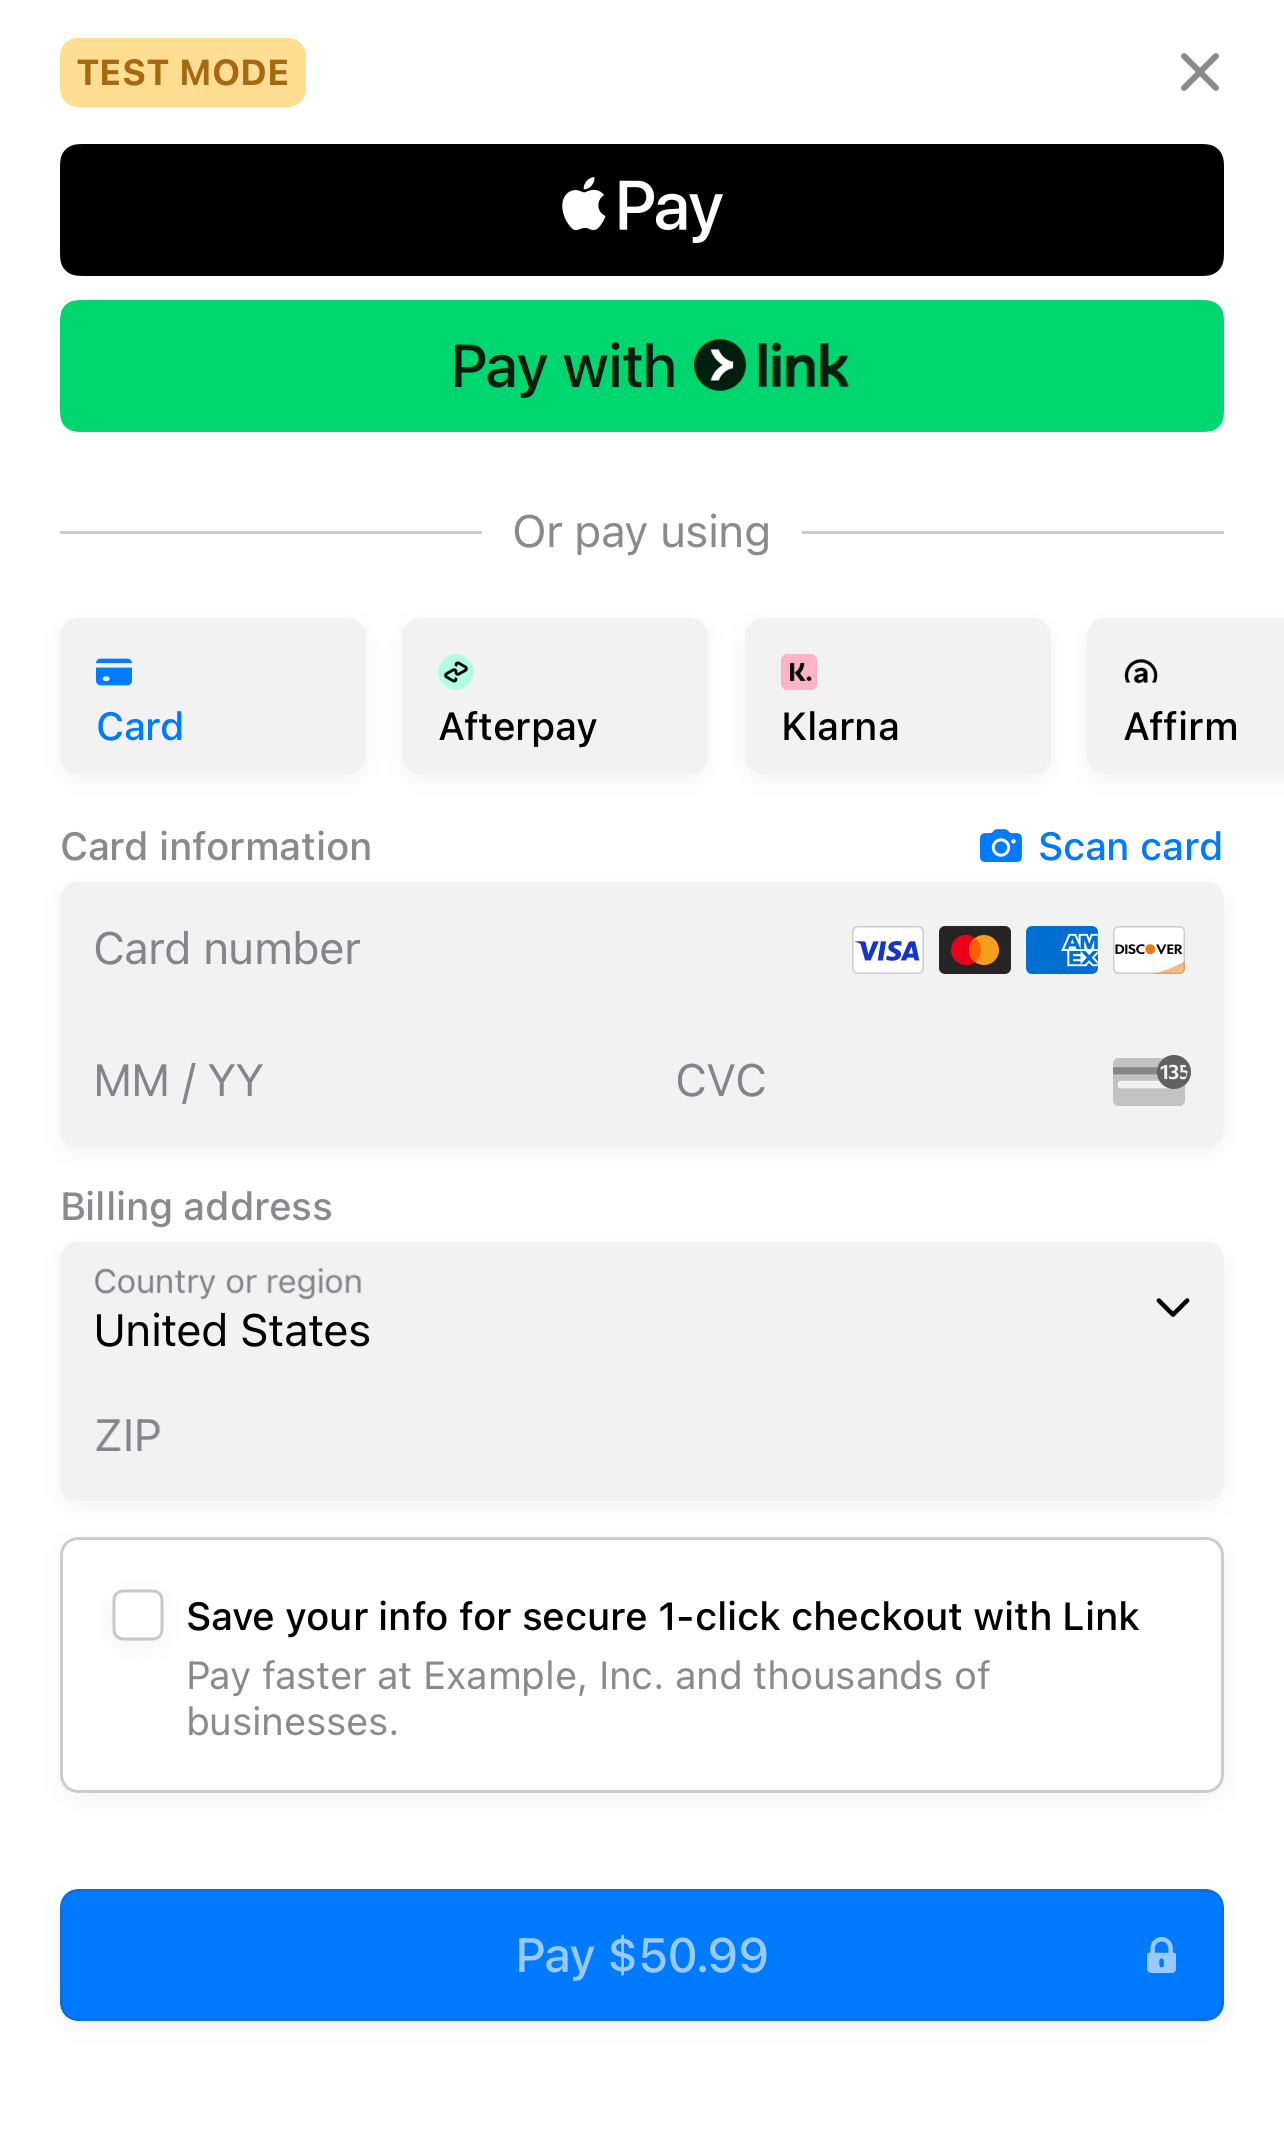 TEST MODE
Pay
Pay with link
Or pay using
Card
Afterpay
K.
Klarna
a
Affirm
Card information
Scan card
Card number
VISA
AM
EX
DISCOVER
MM / YY
CVC
135
Billing address
Country or region
United States
ZIP
Save your info for secure 1-click checkout with Link
Pay faster at Example, Inc. and thousands of
businesses.
Pay $50.99